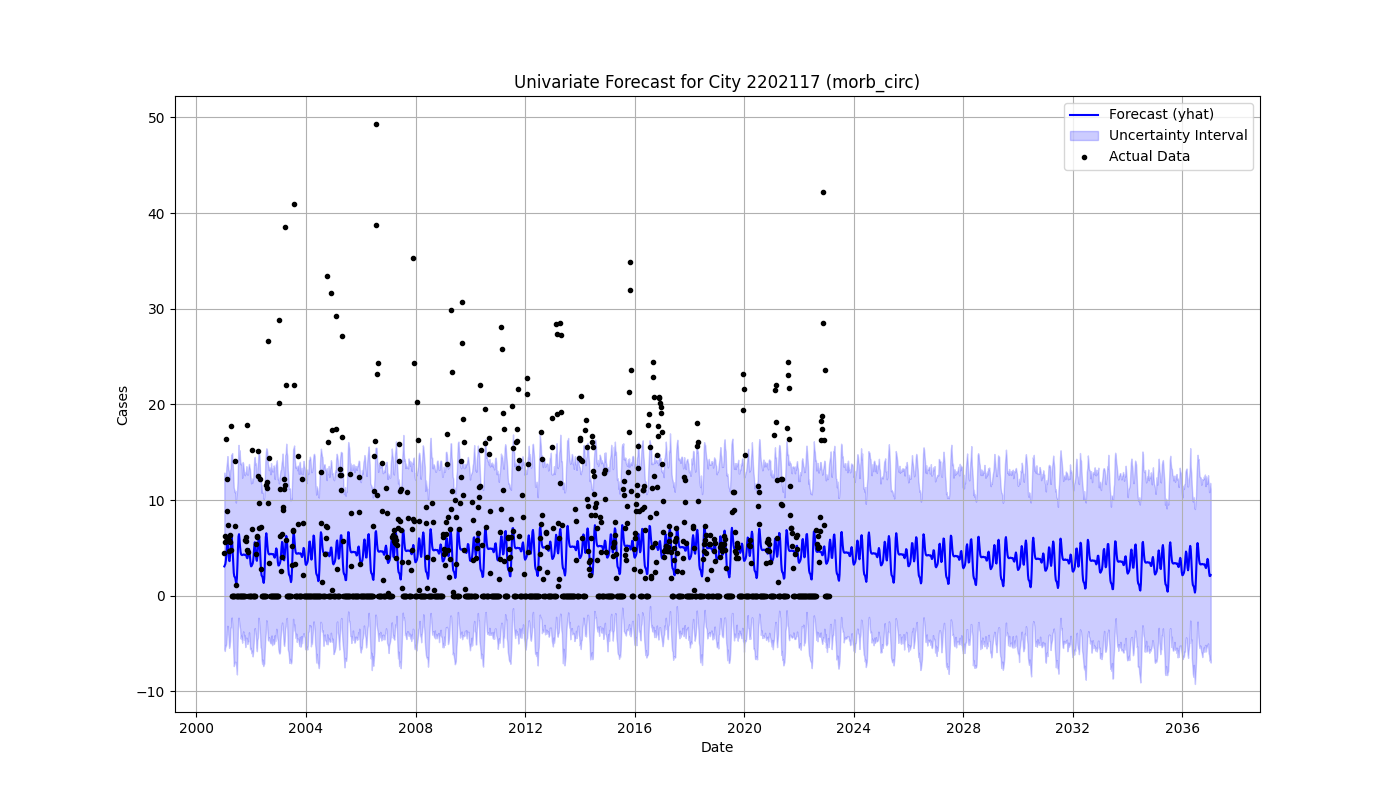 Univariate Forecast for City 2202117 (morb_circ)
Forecast (yhat)
Uncertainty Interval
Actual Data
50
40
30
20
10
0
−10
Cases
2000 2004 2008 2012 2016 2020 2024 2028 2032 2036
Date